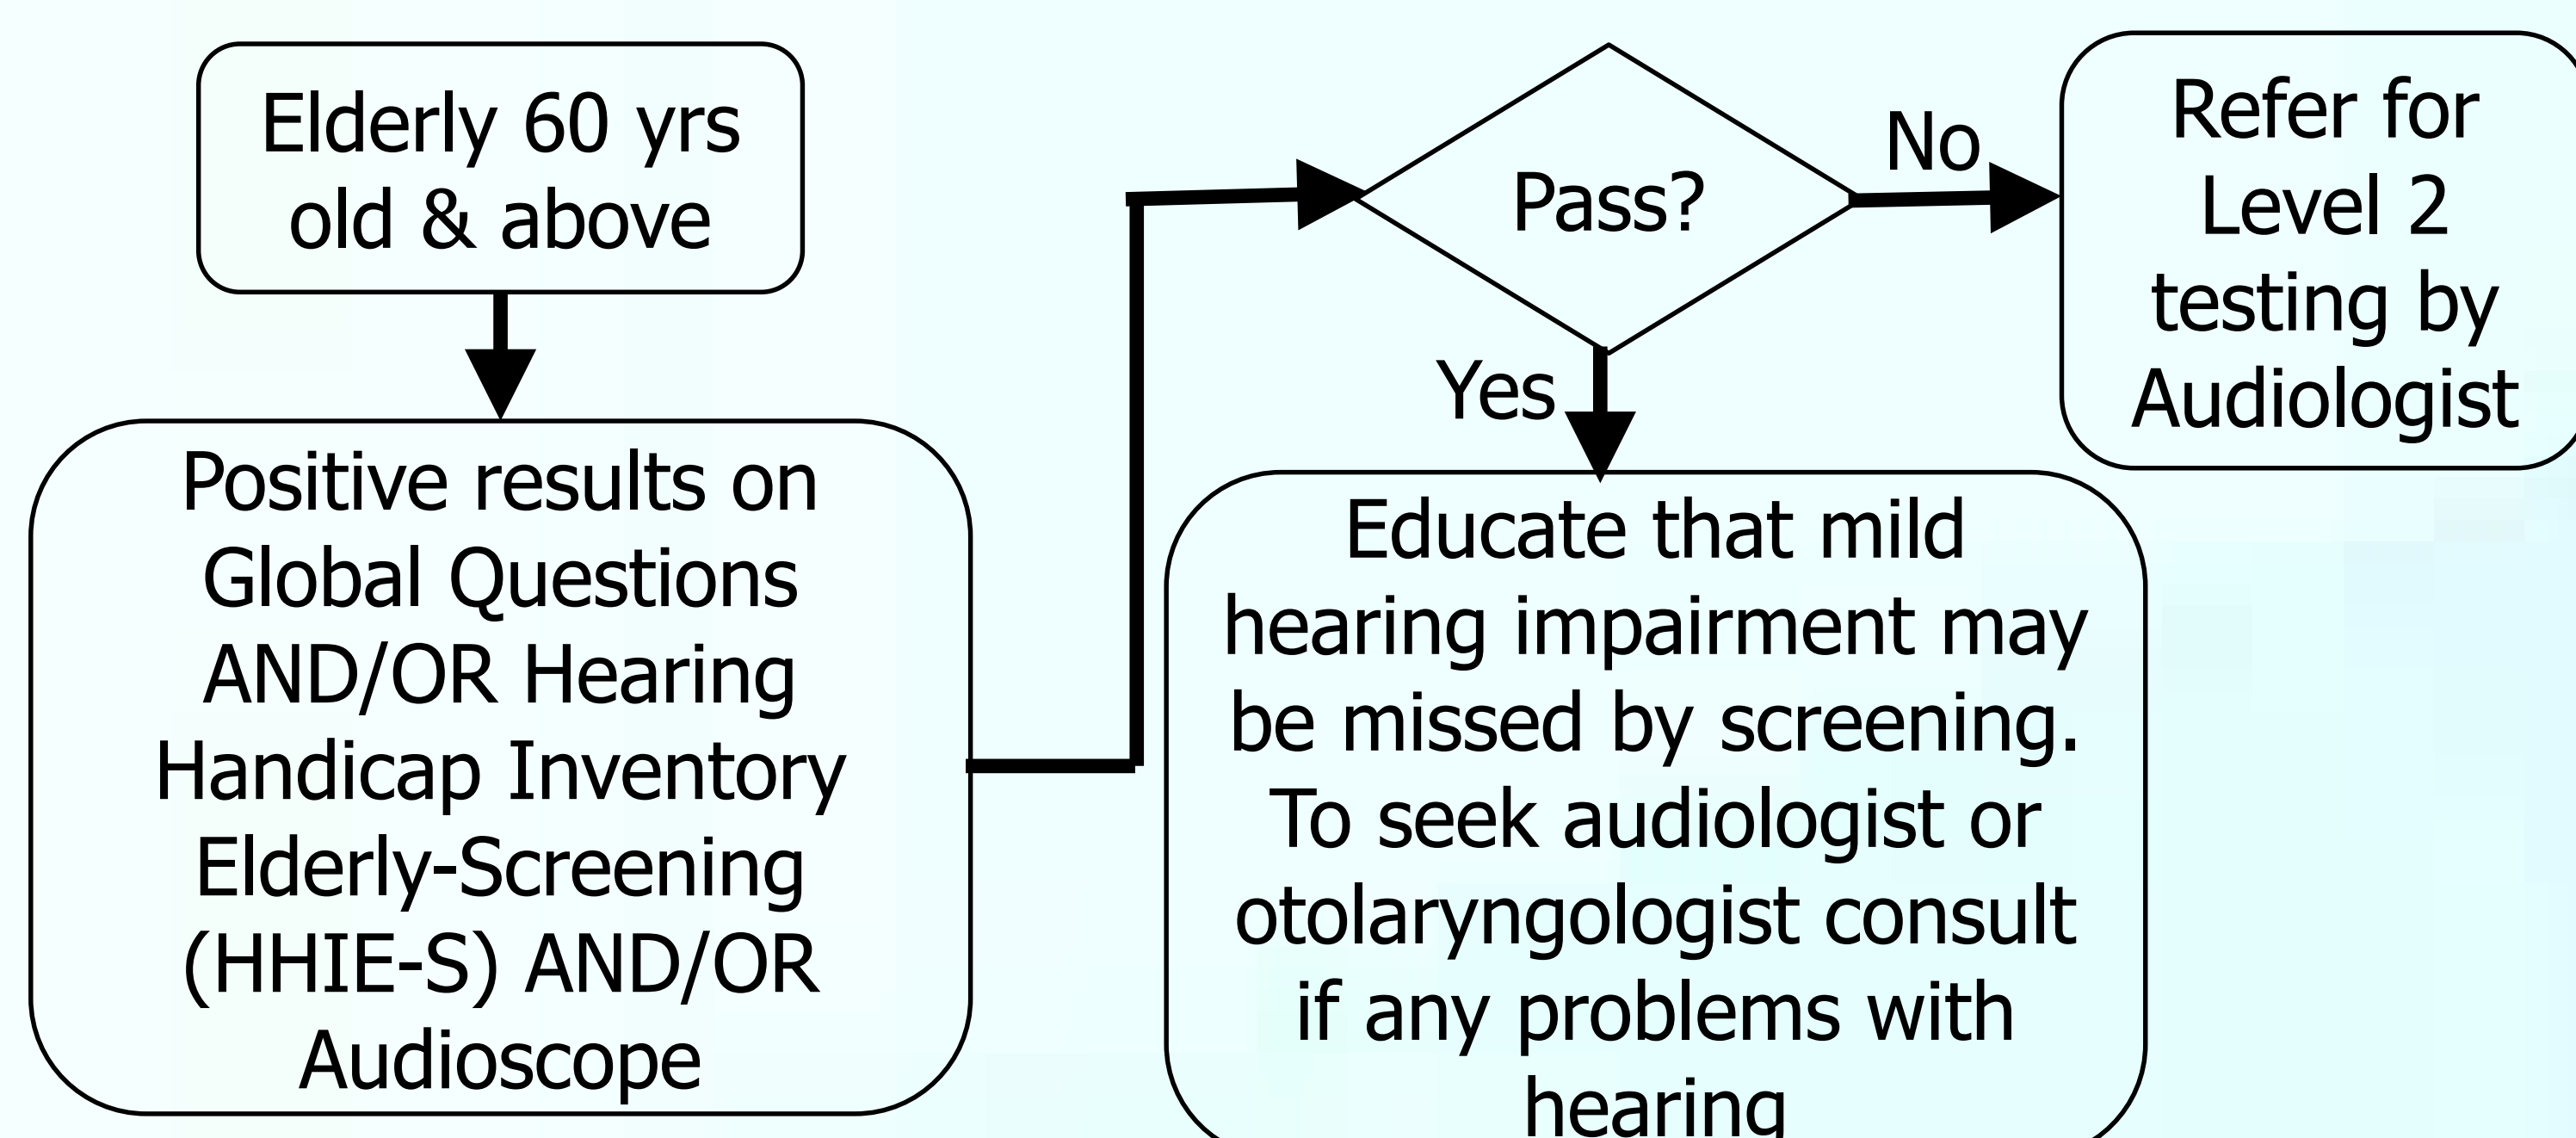 Elderly 60 yrs
old & above
Positive results on
Global Questions
AND/OR Hearing
Handicap Inventory
Elderly-Screening
(HHIE-S) AND/OR
Audioscope
Pass?
No
Refer for
Level 2
testing by
Audiologist
Yes
Educate that mild
hearing impairment may
be missed by screening.
To seek audiologist or
otolaryngologist consult
if any problems with
hearing